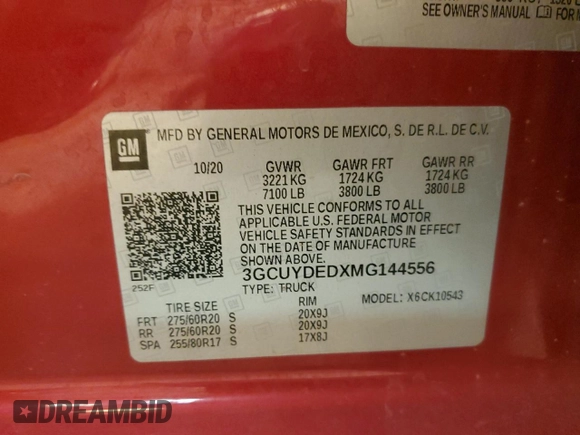 SEE OWNER'S MANUAL FOR
GM
MFD BY GENERAL MOTORS DE MEXICO, S. DE R.L. DE C.V.
10/20 GVWR GAWR FRT GAWR RR
3221 KG 1724 KG 1724 KG
7100 LB 3800 LB 3800 LB
THIS VEHICLE CONFORMS TO ALL
APPLICABLE U.S. FEDERAL MOTOR
VEHICLE SAFETY STANDARDS IN EFFECT
ON THE DATE OF MANUFACTURE
SHOWN ABOVE.
3GCUYDEDXMG144556
252F
TYPE: TRUCK
MODEL: X6CK10543
TIRE SIZE RIM
FRT 275/60R20 S 20X9J
RR 275/60R20 S 20X9J
SPA 255/80R17 S 17X8J
DREAMBID